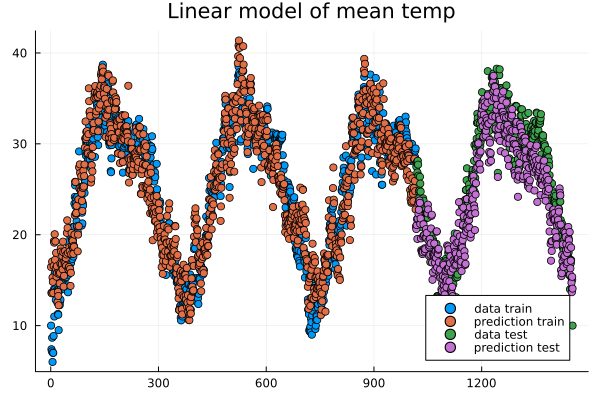 Linear model of mean temp
40
30
20
10
data train
prediction train
data test
prediction test
0 300 600 900 1200